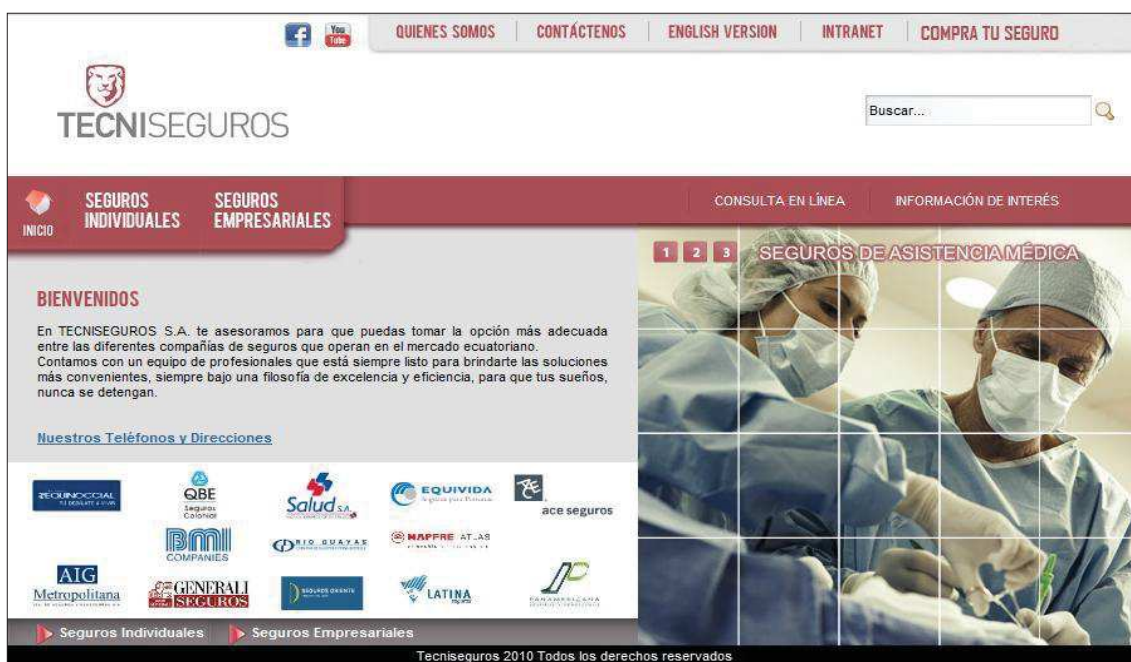 You
Tube
QUIENES SOMOS
CONTÁCTENOS
ENGLISH VERSION
INTRANET
COMPRA TU SEGURO
TECNISEGUROS
Buscar...
INICIO
SEGUROS
INDIVIDUALES
SEGUROS
EMPRESARIALES
CONSULTA EN LÍNEA
INFORMACIÓN DE INTERÉS
1 2 3 SEGUROS DE ASISTENCIA MÉDICA
BIENVENIDOS
En TECNISEGUROS S.A. te asesoramos para que puedas tomar la opción más adecuada
entre las diferentes compañías de seguros que operan en el mercado ecuatoriano.
Contamos con un equipo de profesionales que está siempre listo para brindarte las soluciones
más convenientes, siempre bajo una filosofía de excelencia y eficiencia, para que tus sueños,
nunca se detengan.
Nuestros Teléfonos y Direcciones
EQUINOCCIAL
QBE
Seguros
Colonial
Salud S.A.
EQUIVIDA
ACE
ace seguros
BMI
COMPANIES
RIO GUAYAS
MAPFRE ATLAS
AIG
Metropolitana
GENERALI
SEGUROS
SEGUROS ORIENTE
LATINA
seguros
PANAMERICANA
Seguros Individuales
Seguros Empresariales
Tecniseguros 2010 Todos los derechos reservados